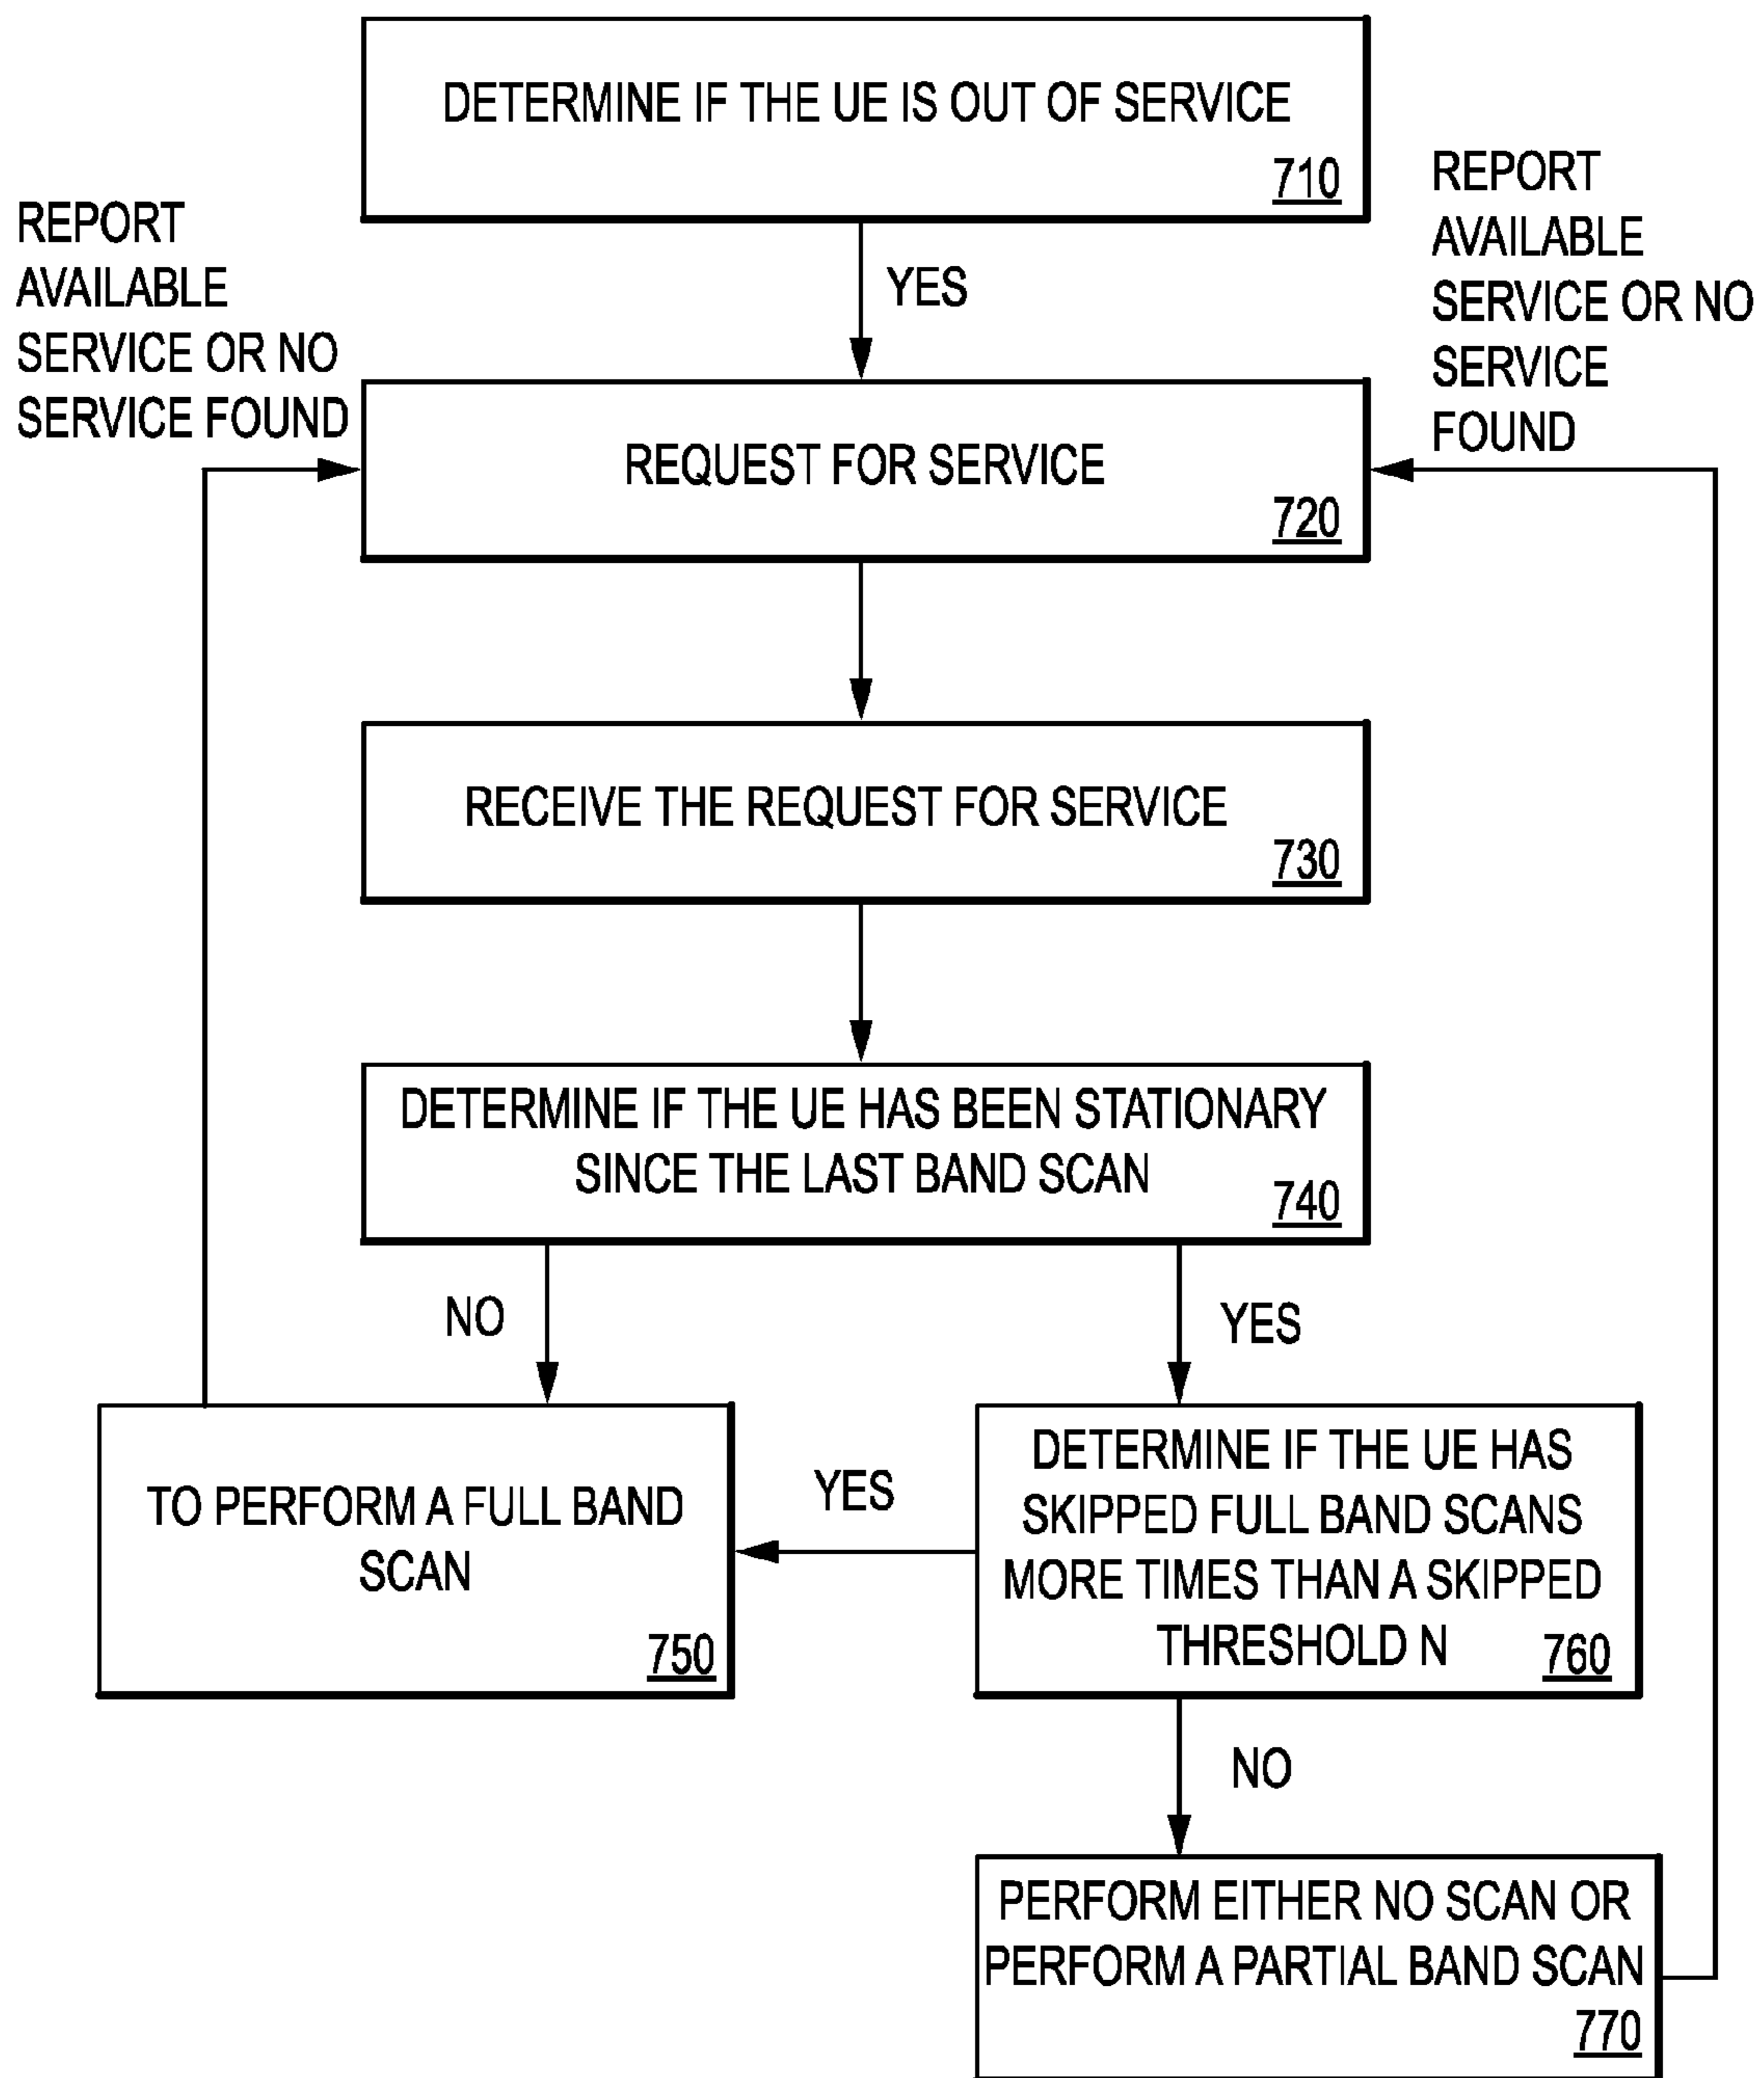 DETERMINE IF THE UE IS OUT OF SERVICE
710
REPORT
AVAILABLE
SERVICE OR NO
SERVICE FOUND
YES
REPORT
AVAILABLE
SERVICE OR NO
SERVICE
FOUND
REQUEST FOR SERVICE
720
RECEIVE THE REQUEST FOR SERVICE
730
DETERMINE IF THE UE HAS BEEN STATIONARY
SINCE THE LAST BAND SCAN
740
NO
YES
TO PERFORM A FULL BAND
SCAN
750
YES
DETERMINE IF THE UE HAS
SKIPPED FULL BAND SCANS
MORE TIMES THAN A SKIPPED
THRESHOLD N
760
NO
PERFORM EITHER NO SCAN OR
PERFORM A PARTIAL BAND SCAN
770